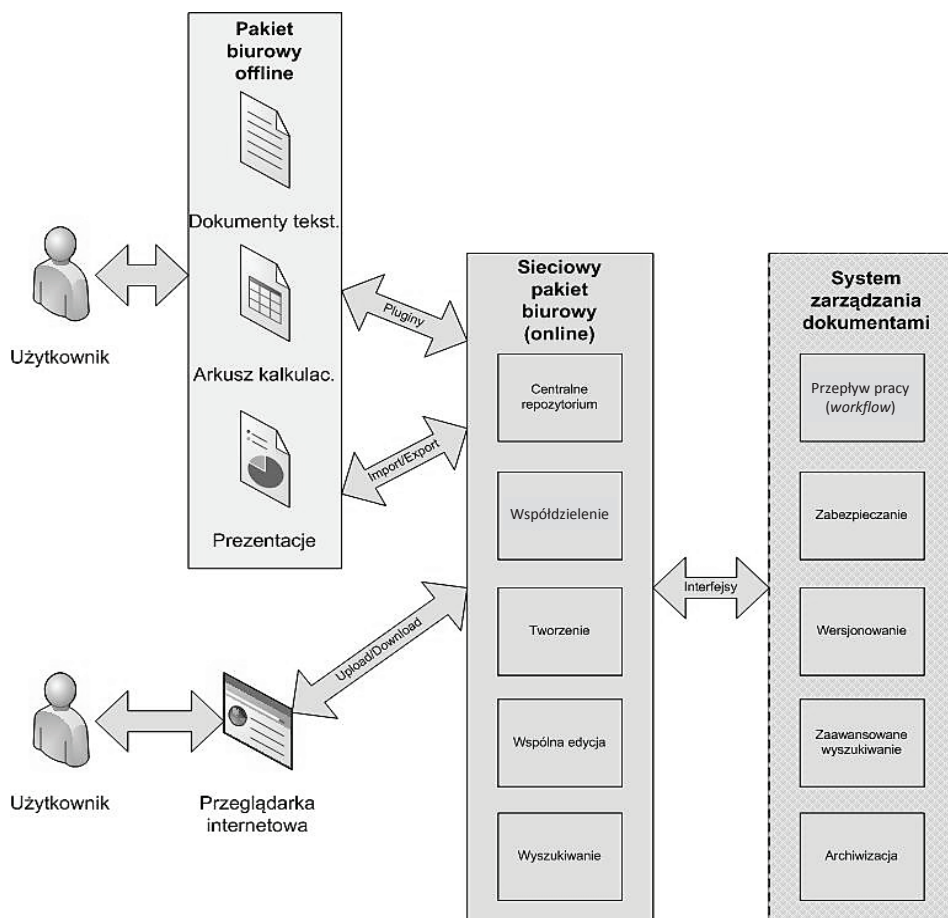 Pakiet
biurowy
offline
Dokumenty tekst.
Arkusz kalkulac.
Prezentacje
Użytkownik
Pluginy
Import/Export
Sieciowy
pakiet
biurowy
(online)
Centralne
repozytorium
Współdzielenie
Tworzenie
Wspólna edycja
Wyszukiwanie
Interfejsy
System
zarządzania
dokumentami
Przepływ pracy
(workflow)
Zabezpieczanie
Wersjonowanie
Zaawansowane
wyszukiwanie
Archiwizacja
Upload/Download
Użytkownik
Przeglądarka
internetowa